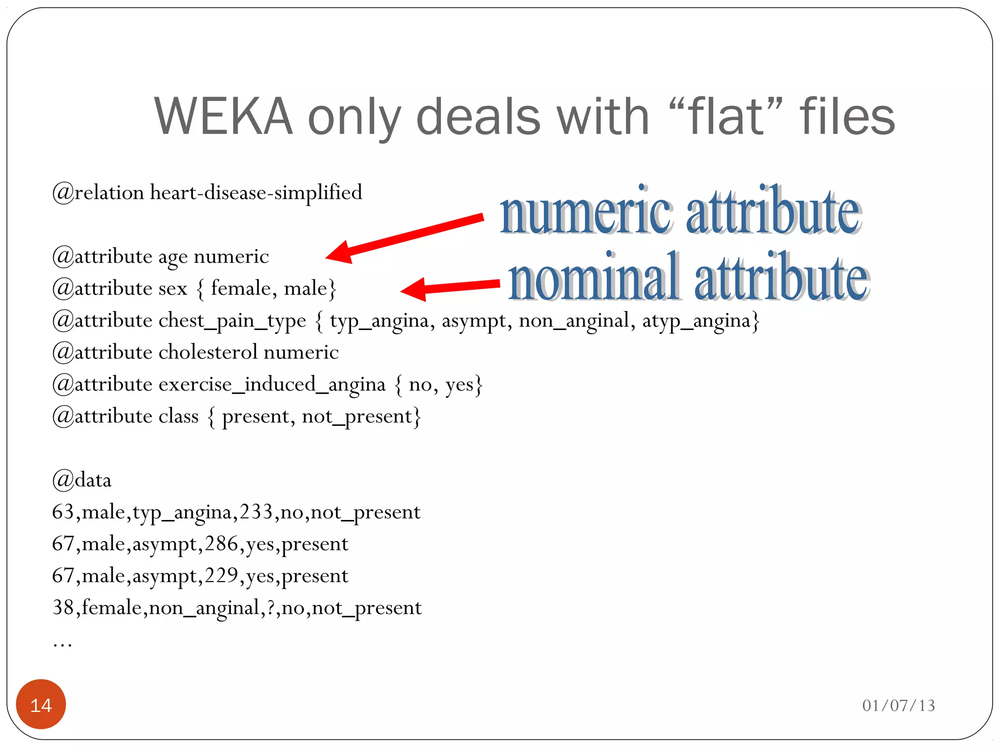 WEKA only deals with “flat” files
@relation heart-disease-simplified
numeric attribute
@attribute age numeric
nominal attribute
@attribute sex { female, male}
@attribute chest_pain_type { typ_angina, asympt, non_anginal, atyp_angina}
@attribute cholesterol numeric
@attribute exercise_induced_angina { no, yes}
@attribute class { present, not_present}
@data
63,male,typ_angina,233,no,not_present
67,male,asympt,286,yes,present
67,male,asympt,229,yes,present
38,female,non_anginal,?,no,not_present
...
14
01/07/13